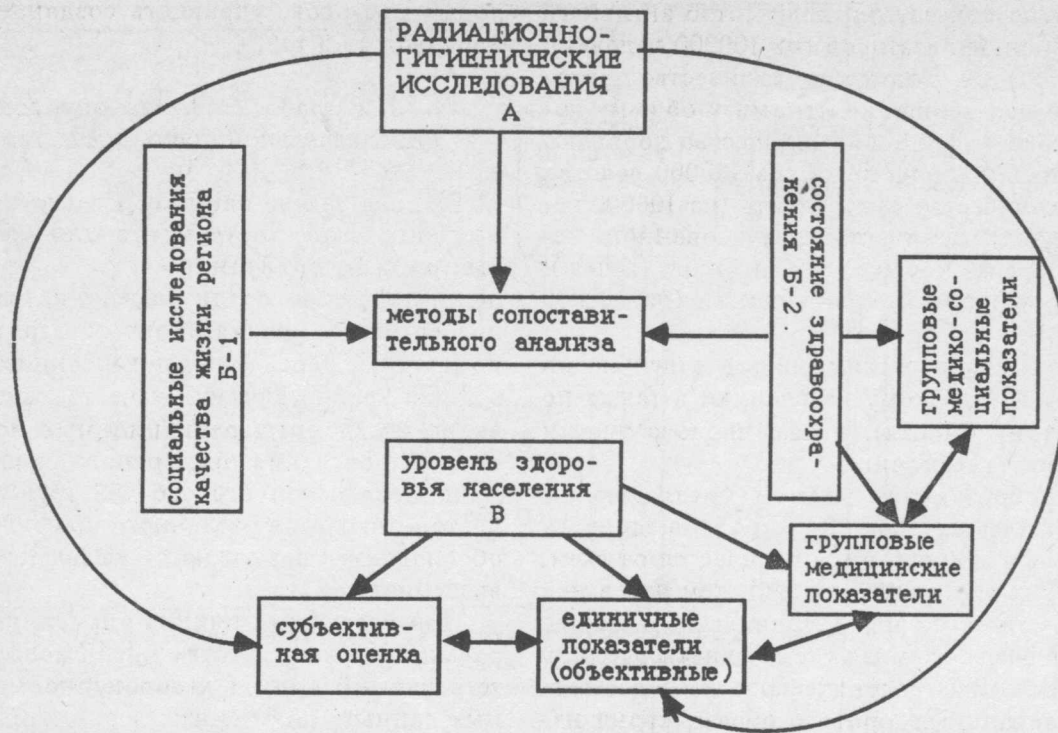 РАДИАЦИОННО-
ГИГИЕНИЧЕСКИЕ
ИССЛЕДОВАНИЯ
А
социальные исследования
качества жизни региона
Б-1
методы сопостави-
тельного анализа
состояние здравоохра-
нения Б-2
групповые
медико-со-
циальные
показатели
уровень здоро-
вья населения
В
групповые
медицинские
показатели
субъектив-
ная оценка
единичные
показатели
(объективные)